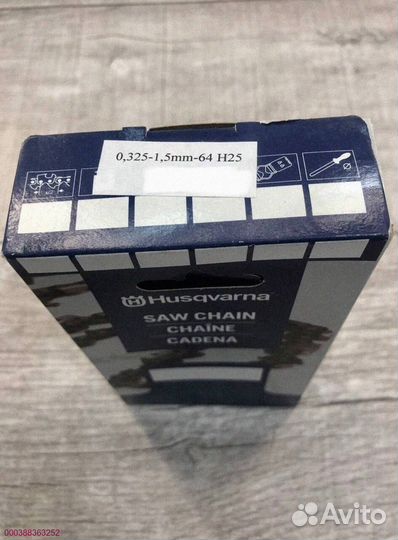 0,325-1,5mm-64 H25
Husqvarna
SAW CHAIN
CHAÎNE
CADENA
000388363252
Avito